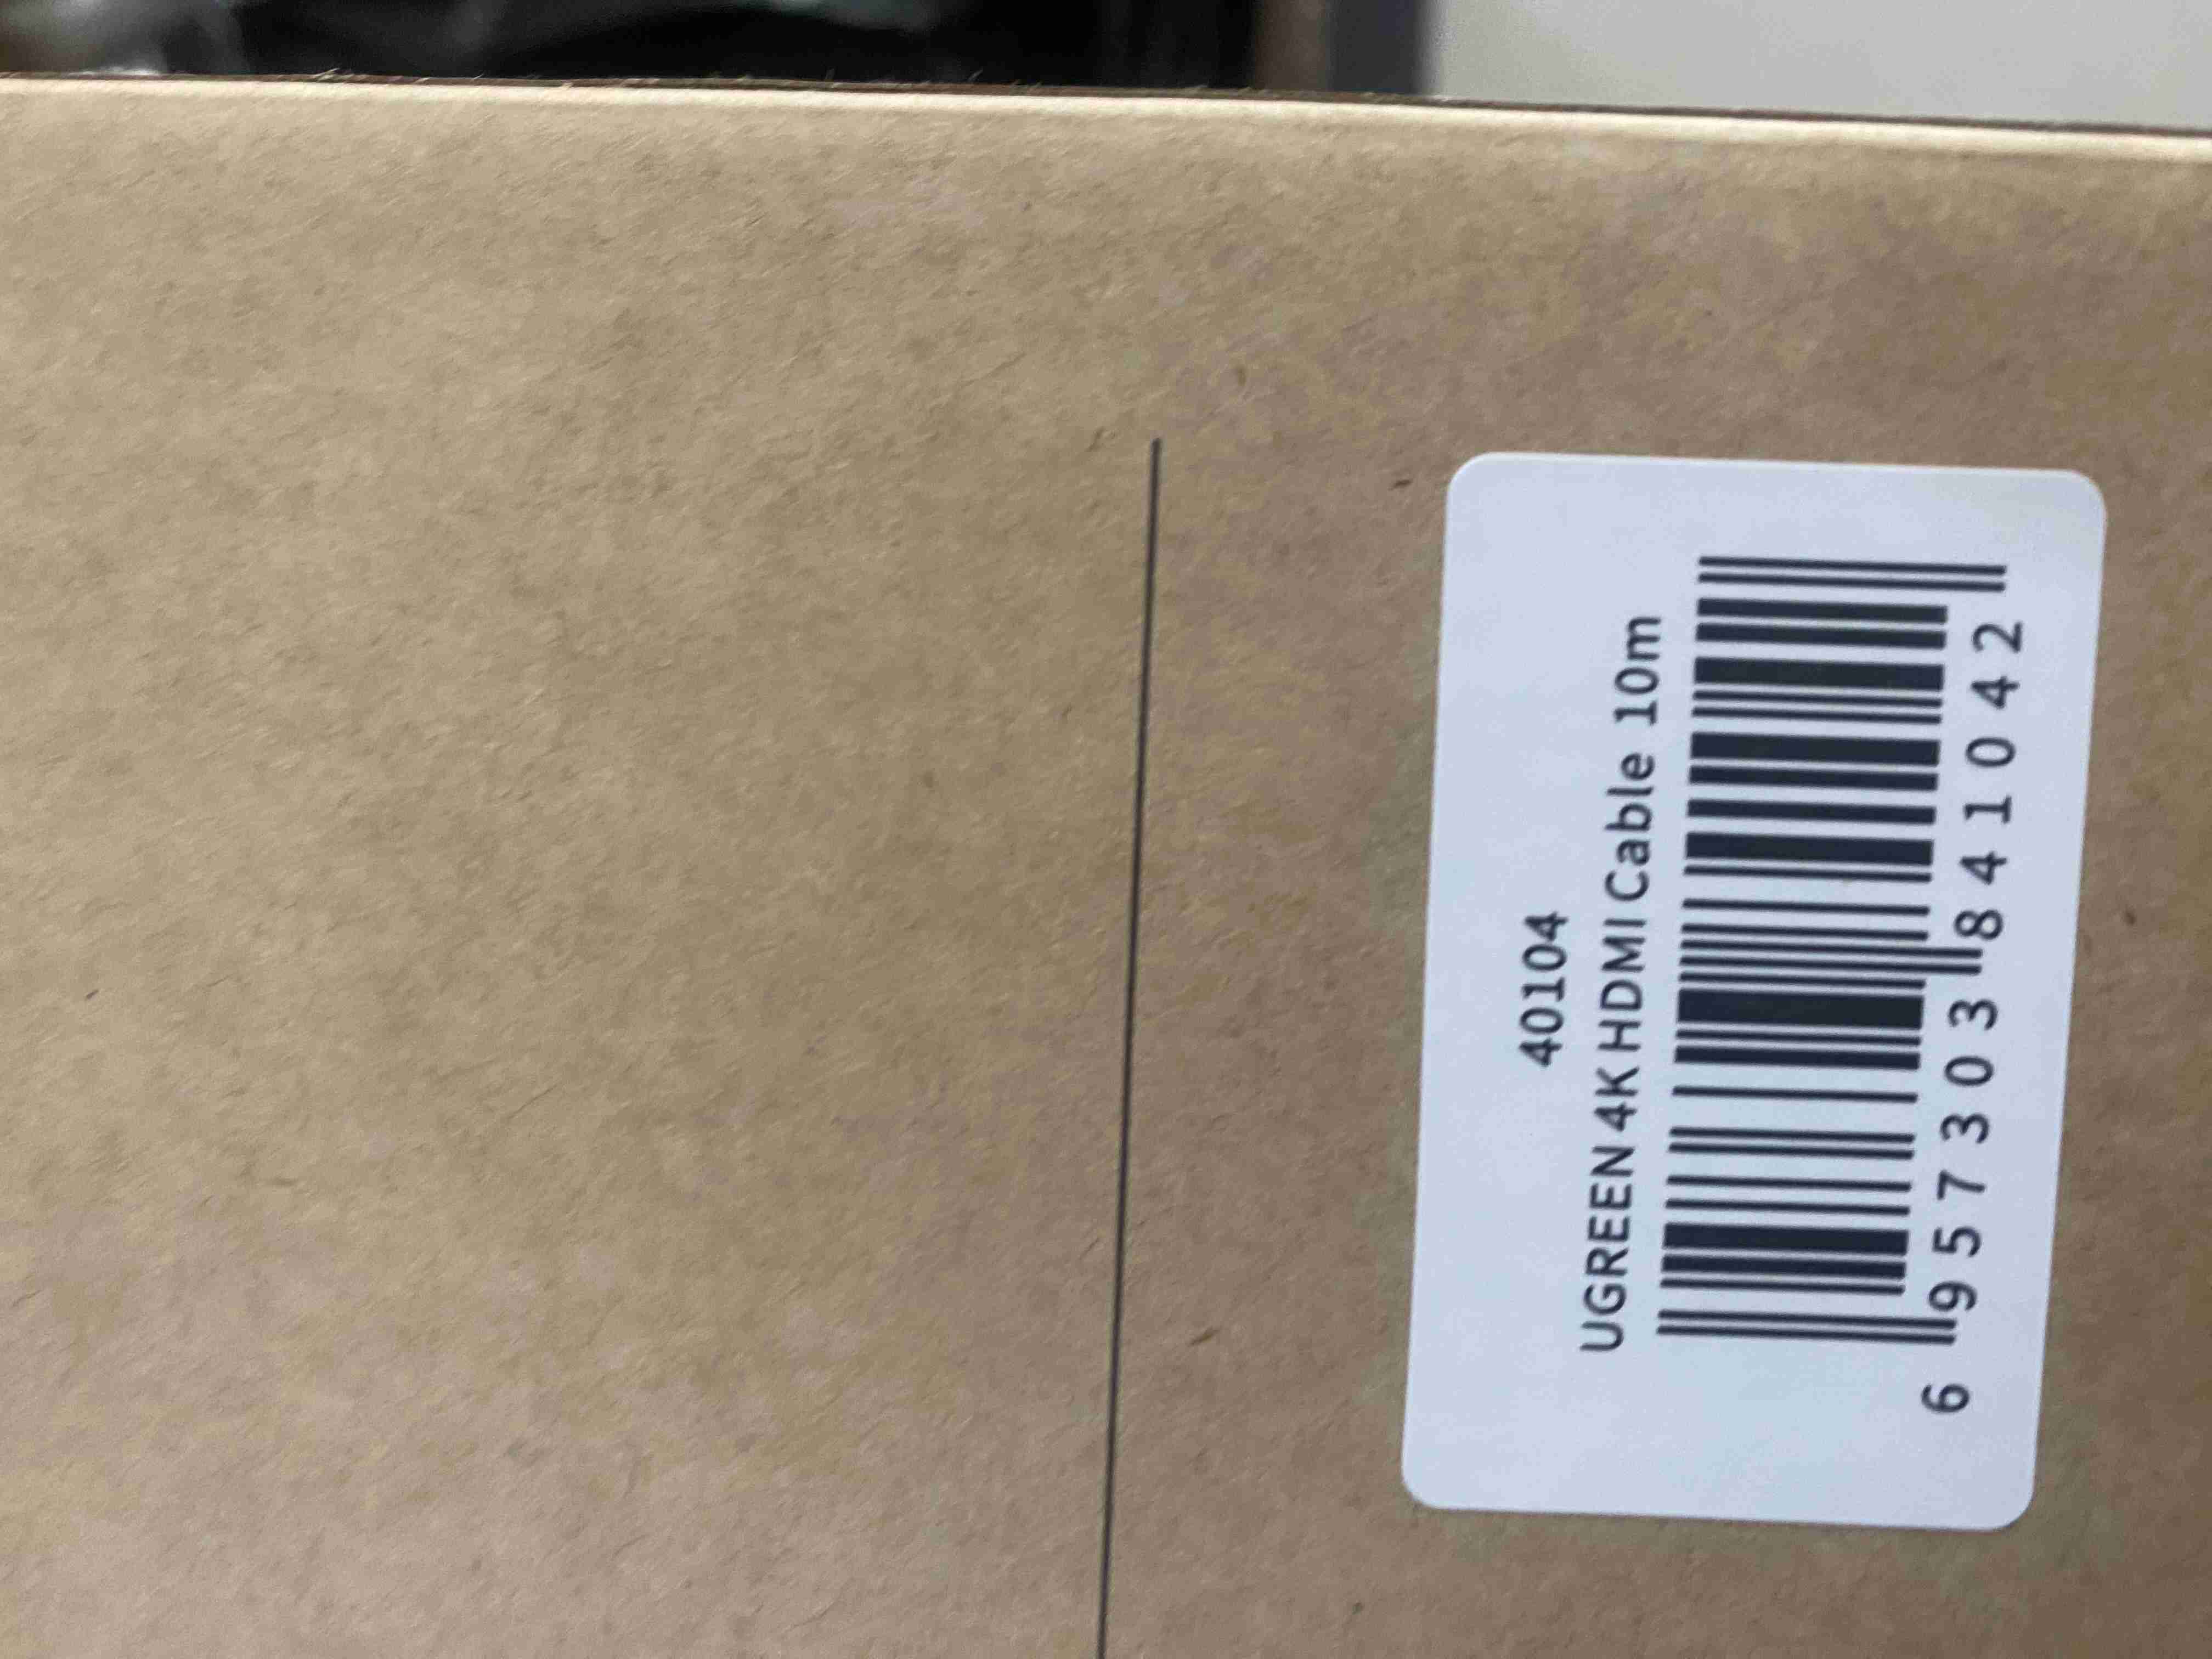 40104
UGREEN 4K HDMI Cable 10m
6 957303 841042